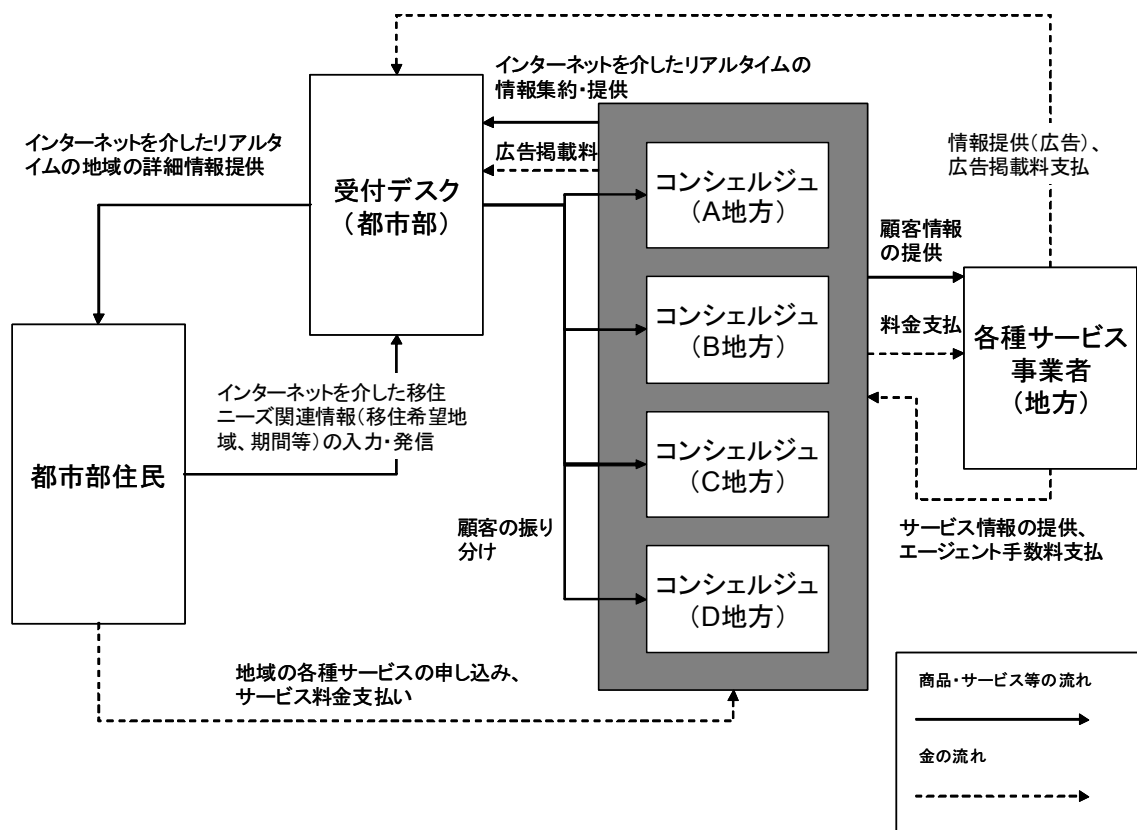 インターネットを介したリアルタイムの
情報集約・提供
インターネットを介したリアルタ
イムの地域の詳細情報提供
広告掲載料
情報提供(広告)、
広告掲載料支払
受付デスク
(都市部)
コンシェルジュ
(A地方)
顧客情報
の提供
コンシェルジュ
(B地方)
料金支払
各種サービス
事業者
(地方)
インターネットを介した移住
ニーズ関連情報(移住希望地
域、期間等)の入力・発信
都市部住民
コンシェルジュ
(C地方)
顧客の振り
分け
サービス情報の提供、
エージェント手数料支払
コンシェルジュ
(D地方)
地域の各種サービスの申し込み、
サービス料金支払い
商品・サービス等の流れ
金の流れ